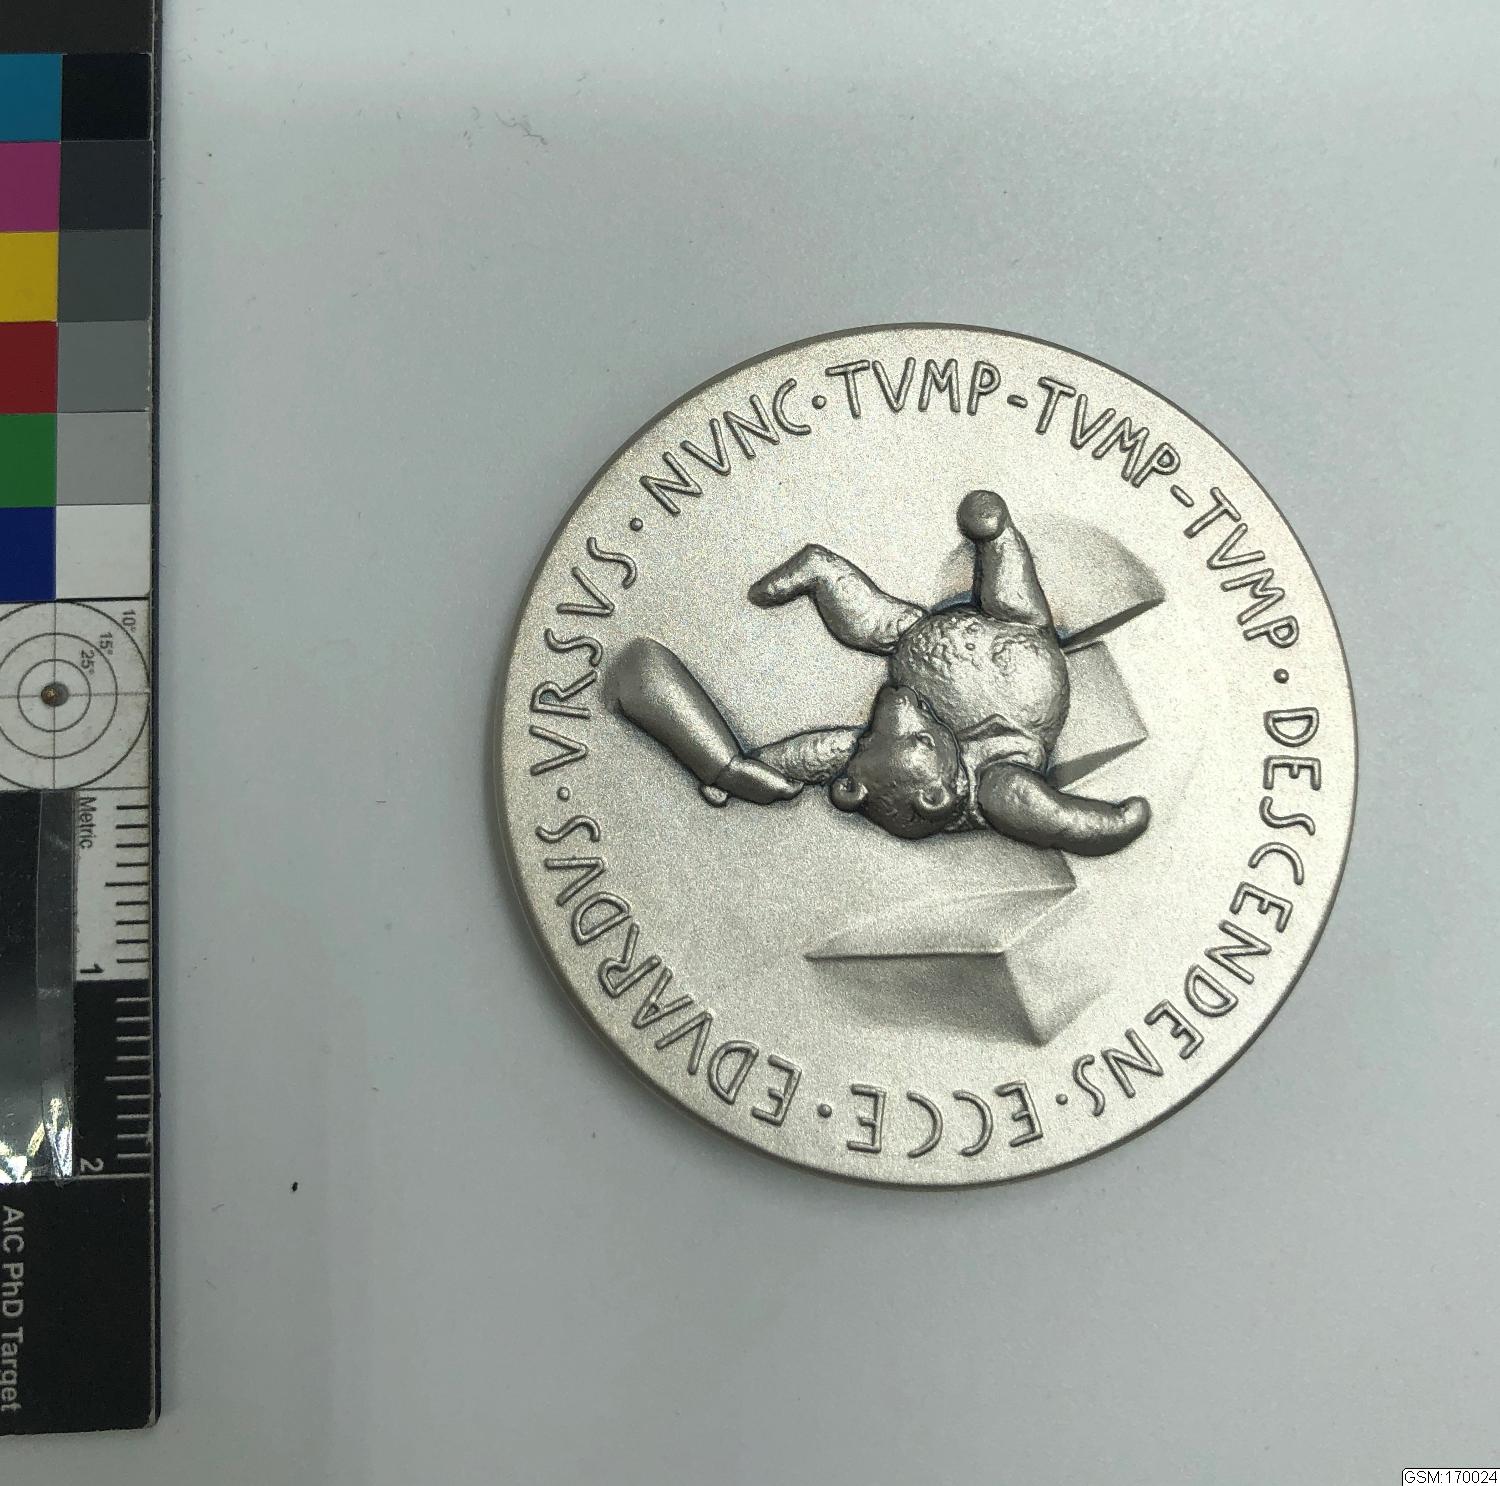 ECCE · EDVARDVS · VRSVS · NVNC · TVMP-TVMP-TVMP · DESCENDENS ·
10°
15°
25°
Metric
1
2
AIC PhD Target
GSM:170024